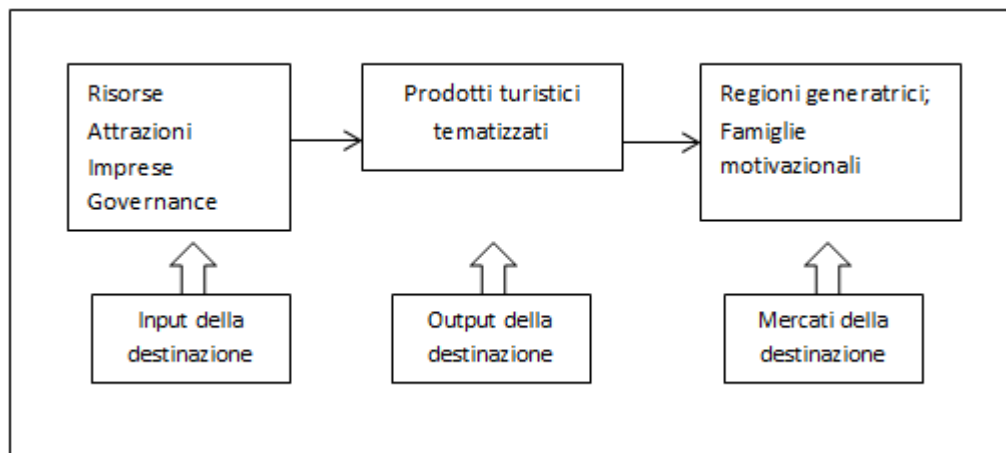 Risorse
Attrazioni
Imprese
Governance
Prodotti turistici
tematizzati
Regioni generatrici;
Famiglie
motivazionali
Input della
destinazione
Output della
destinazione
Mercati della
destinazione